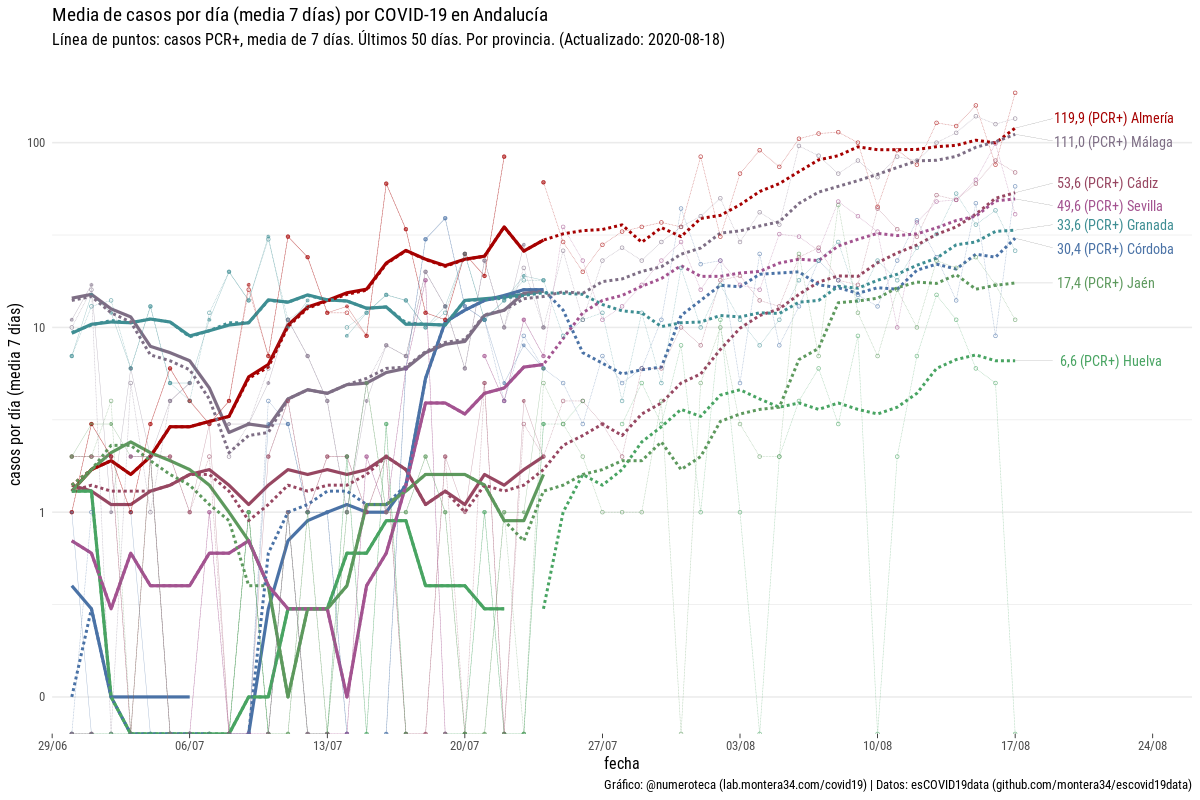 Media de casos por día (media 7 días) por COVID-19 en Andalucía
Línea de puntos: casos PCR+, media de 7 días. Últimos 50 días. Por provincia. (Actualizado: 2020-08-18)
casos por día (media 7 días)
100
10
1
0
119,9 (PCR+) Almería
111,0 (PCR+) Málaga
53,6 (PCR+) Cádiz
49,6 (PCR+) Sevilla
33,6 (PCR+) Granada
30,4 (PCR+) Córdoba
17,4 (PCR+) Jaén
6,6 (PCR+) Huelva
29/06 06/07 13/07 20/07 27/07 03/08 10/08 17/08 24/08
fecha
Gráfico: @numeroteca (lab.montera34.com/covid19) | Datos: esCOVID19data (github.com/montera34/escovid19data)